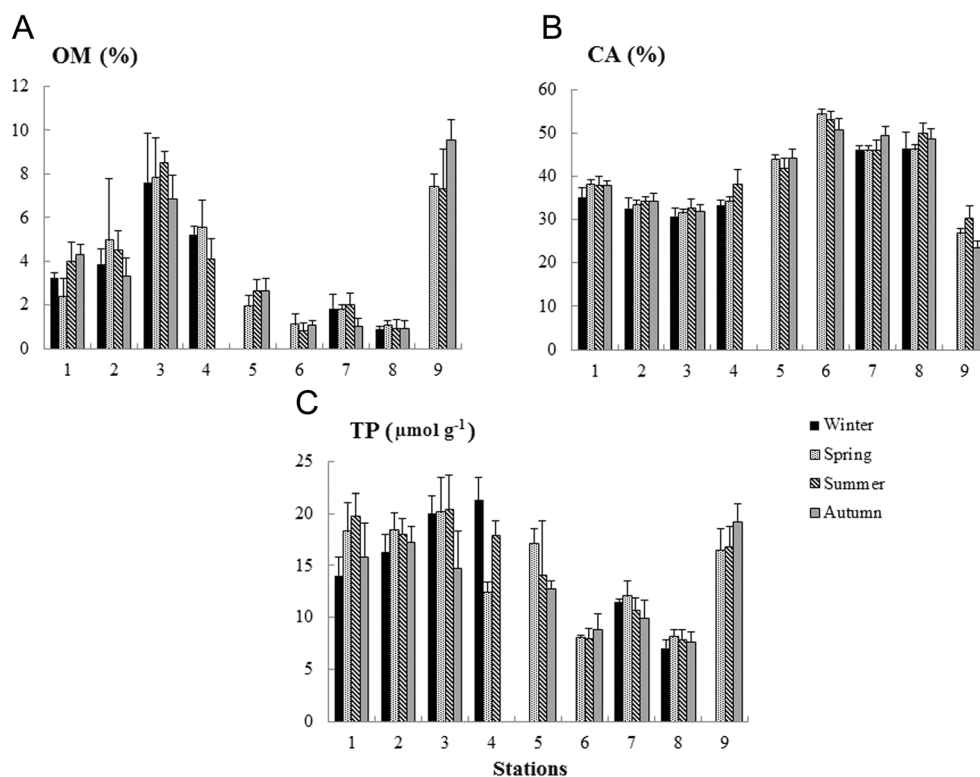 A
OM (%)
12
10
8
6
4
2
0
1 2 3 4 5 6 7 8 9
B
CA (%)
60
50
40
30
20
10
0
1 2 3 4 5 6 7 8 9
C
TP (µmol g⁻¹)
25
20
15
10
5
0
1 2 3 4 5 6 7 8 9
Stations
Winter
Spring
Summer
Autumn